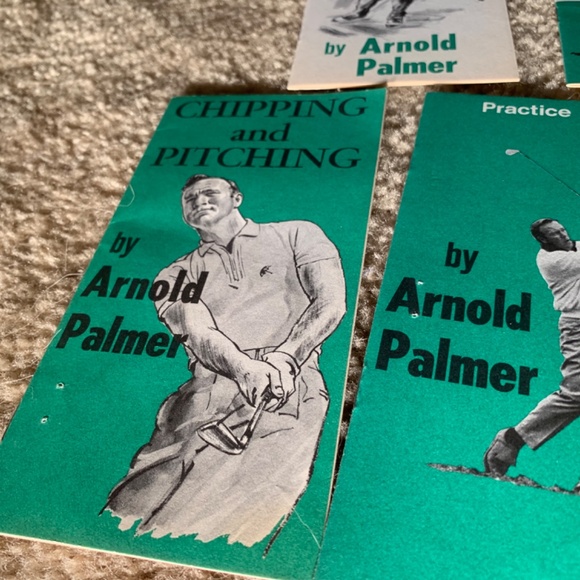 by Arnold
Palmer
CHIPPING
and
PITCHING
by
Arnold
Palmer
Practice
by
Arnold
Palmer